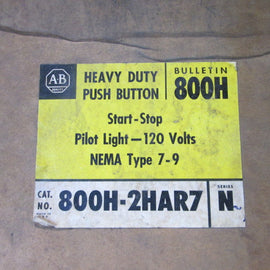 A-B
QUALITY
HEAVY DUTY
PUSH BUTTON
BULLETIN
800H
Start-Stop
Pilot Light—120 Volts
NEMA Type 7-9
CAT.
NO.
800H-2HAR7
SERIES
N